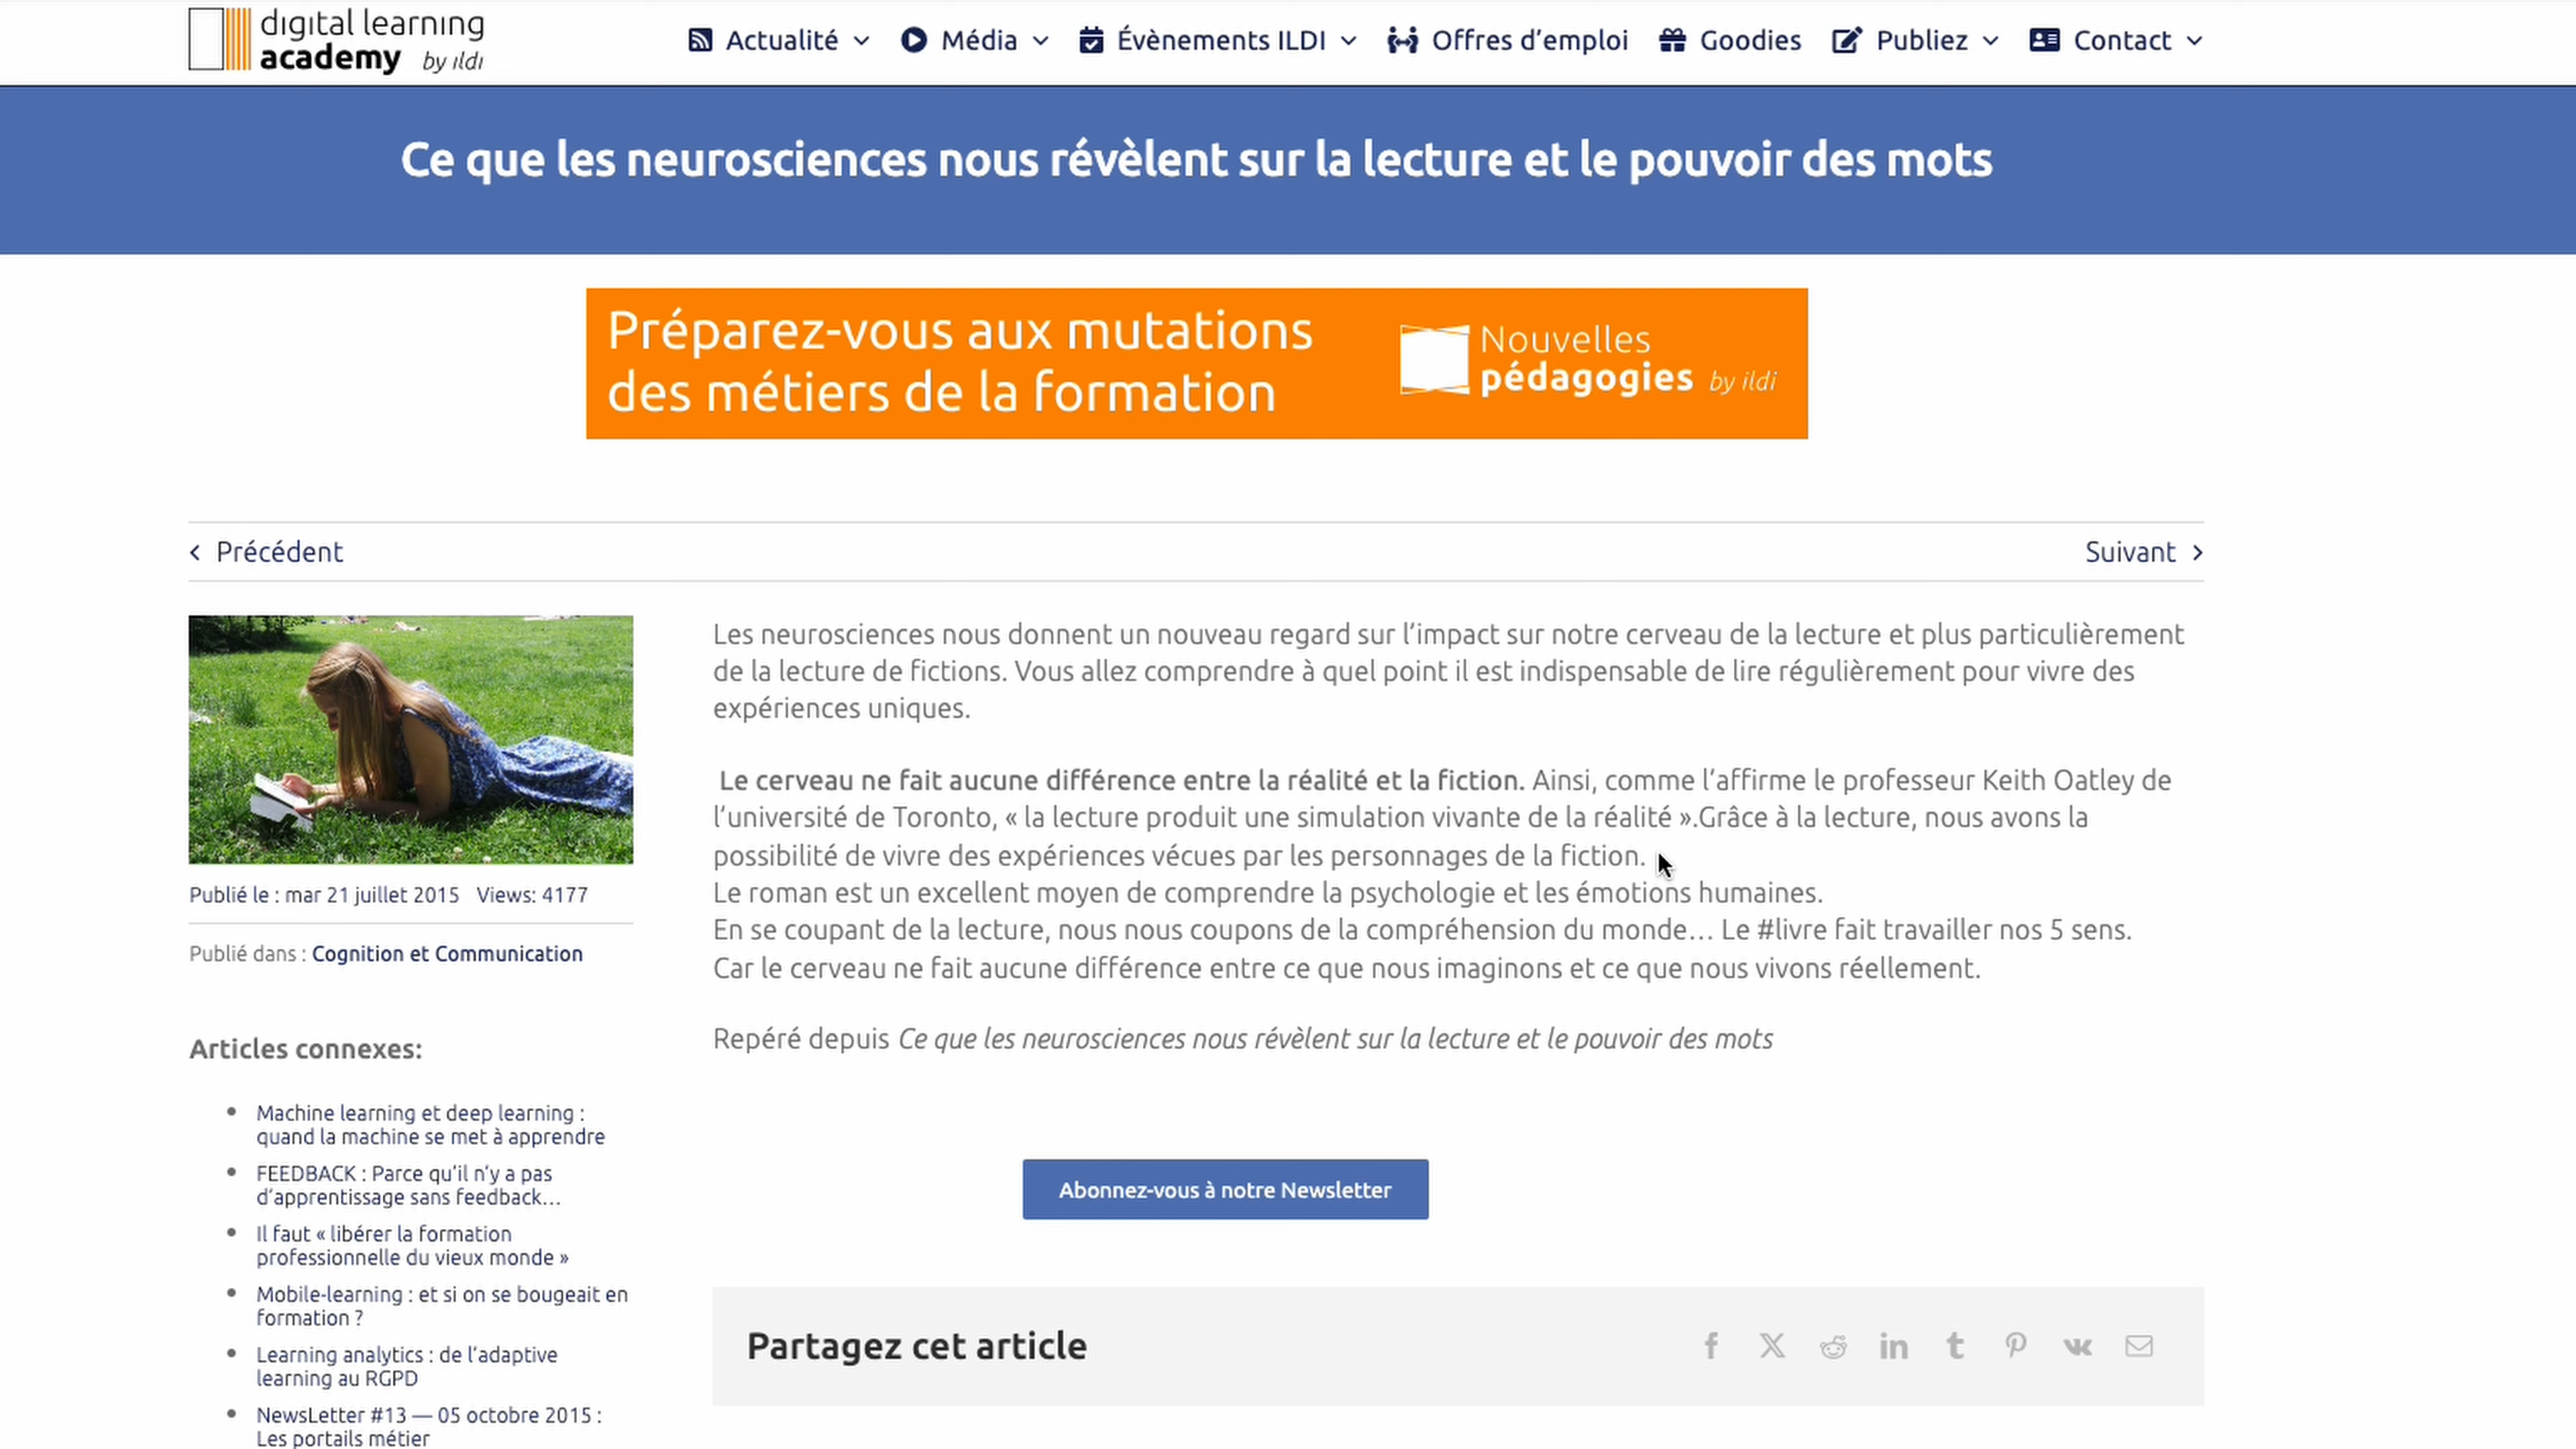 digital learning
academy by ildi
Actualité
Média
Évènements ILDI
Offres d’emploi
Goodies
Publiez
Contact
Ce que les neurosciences nous révèlent sur la lecture et le pouvoir des mots
Préparez-vous aux mutations
des métiers de la formation
Nouvelles
pédagogies by ildi
Précédent
Suivant
Publié le : mar 21 juillet 2015 Views: 4177
Publié dans : Cognition et Communication
Articles connexes:
Machine learning et deep learning :
quand la machine se met à apprendre
FEEDBACK : Parce qu’il n’y a pas
d’apprentissage sans feedback…
Il faut « libérer la formation
professionnelle du vieux monde »
Mobile-learning : et si on se bougeait en
formation ?
Learning analytics : de l’adaptive
learning au RGPD
NewsLetter #13 — 05 octobre 2015 :
Les portails métier
Les neurosciences nous donnent un nouveau regard sur l’impact sur notre cerveau de la lecture et plus particulièrement
de la lecture de fictions. Vous allez comprendre à quel point il est indispensable de lire régulièrement pour vivre des
expériences uniques.
Le cerveau ne fait aucune différence entre la réalité et la fiction. Ainsi, comme l’affirme le professeur Keith Oatley de
l’université de Toronto, « la lecture produit une simulation vivante de la réalité ».Grâce à la lecture, nous avons la
possibilité de vivre des expériences vécues par les personnages de la fiction.
Le roman est un excellent moyen de comprendre la psychologie et les émotions humaines.
En se coupant de la lecture, nous nous coupons de la compréhension du monde… Le #livre fait travailler nos 5 sens.
Car le cerveau ne fait aucune différence entre ce que nous imaginons et ce que nous vivons réellement.
Repéré depuis Ce que les neurosciences nous révèlent sur la lecture et le pouvoir des mots
Abonnez-vous à notre Newsletter
Partagez cet article